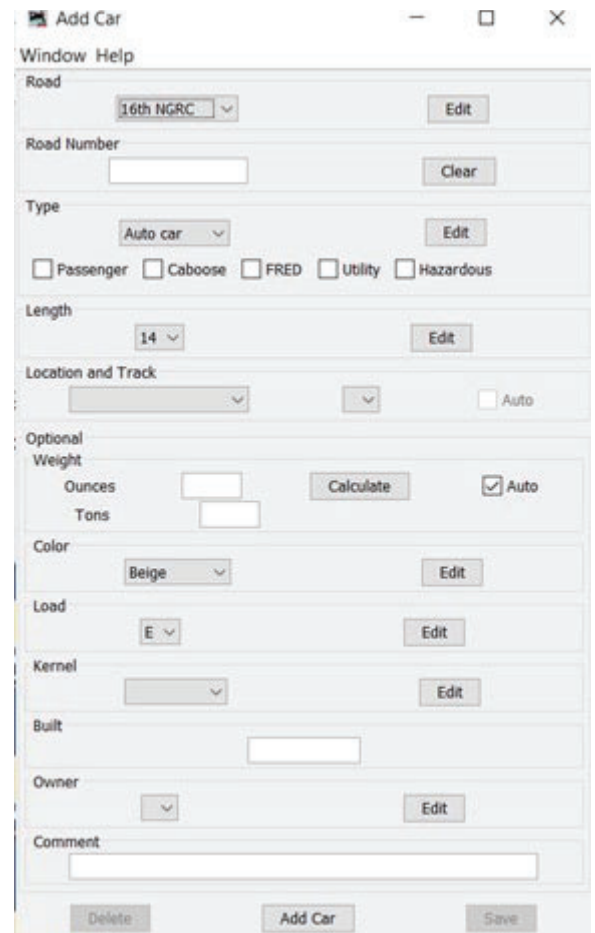 Add Car
Window Help
Road
16th NGRC Edit
Road Number
Clear
Type
Auto car Edit
Passenger Caboose FRED Utility Hazardous
Length
14 Edit
Location and Track
Auto
Optional
Weight
Ounces Calculate Auto
Tons
Color
Beige Edit
Load
E Edit
Kernel
Edit
Built
Owner
Edit
Comment
Delete Add Car Save